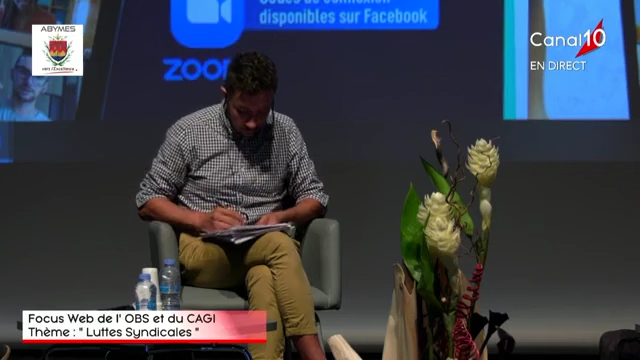 ABYMES
codes de connexion
disponibles sur Facebook
zoom
Canal10
EN DIRECT
Focus Web de l' OBS et du CAGI
Thème : " Luttes Syndicales "